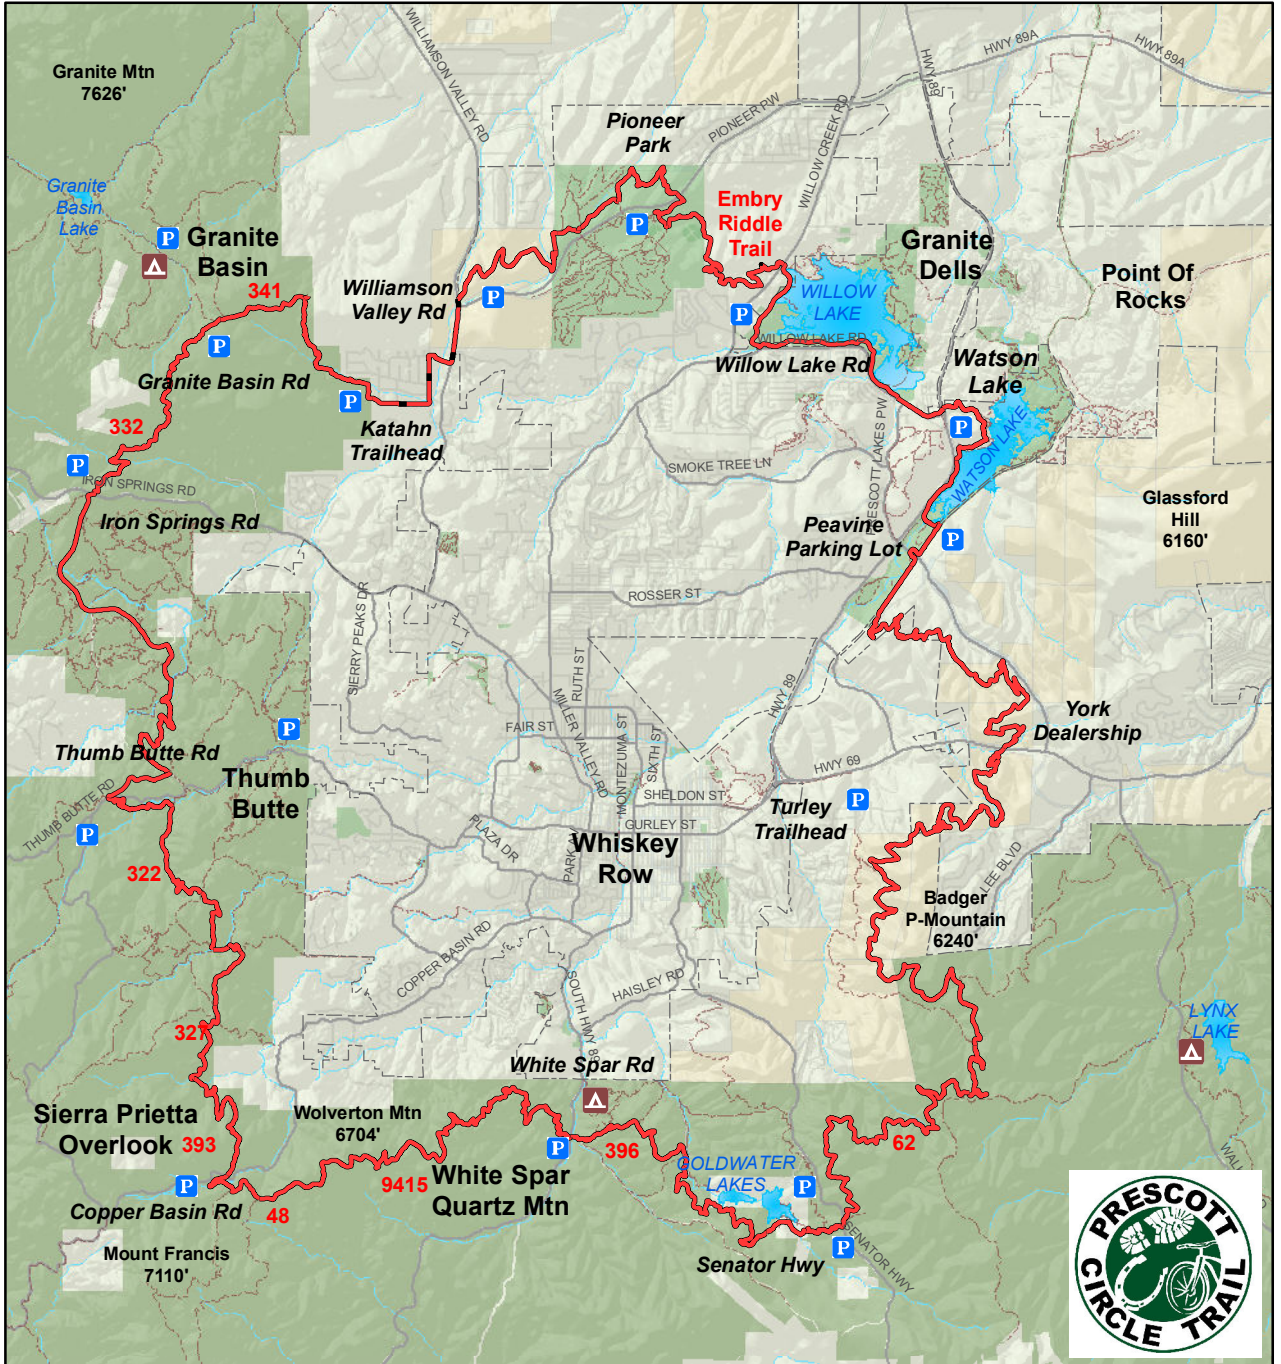 WILLIAMSON VALLEY RD
HWY 89A
HWY 89A
HWY 89
Granite Mtn
7626'
Pioneer
Park
PIONEER PW
WILLOW CREEK RD
Granite
Basin
Lake
P
Granite
Basin
341
Embry
Riddle
Trail
P
Granite
Dells
Point Of
Rocks
Williamson
Valley Rd
P
WILLOW
LAKE
P
WILLOW LAKE RD
Willow Lake Rd
Watson
Lake
P
Granite Basin Rd
P
Katahn
Trailhead
332
P
IRON SPRINGS RD
Iron Springs Rd
SMOKE TREE LN
PRESCOTT LAKES PW
P
WATSON LAKE
Glassford
Hill
6160'
Peavine
Parking Lot
P
SIERRY PEAKS DR
ROSSER ST
RUTH ST
MILLER VALLEY RD
FAIR ST
MONTEZUMA ST
SIXTH ST
HWY 89
York
Dealership
P
Thumb Butte Rd
Thumb
Butte
THUMB BUTTE RD
P
HWY 69
SHELDON ST
GURLEY ST
Turley
Trailhead
P
PLAZA DR
PARK AV
Whiskey
Row
322
LEE BLVD
Badger
P-Mountain
6240'
COPPER BASIN RD
SOUTH HWY 89
HAISLEY RD
327
LYNX
LAKE
White Spar Rd
Sierra Prietta
Overlook
393
Wolverton Mtn
6704'
P
396
62
9415
White Spar
Quartz Mtn
GOLDWATER
LAKES
P
P
Copper Basin Rd
48
Mount Francis
7110'
Senator Hwy
P
SENATOR HWY
PRESCOTT
CIRCLE TRAIL